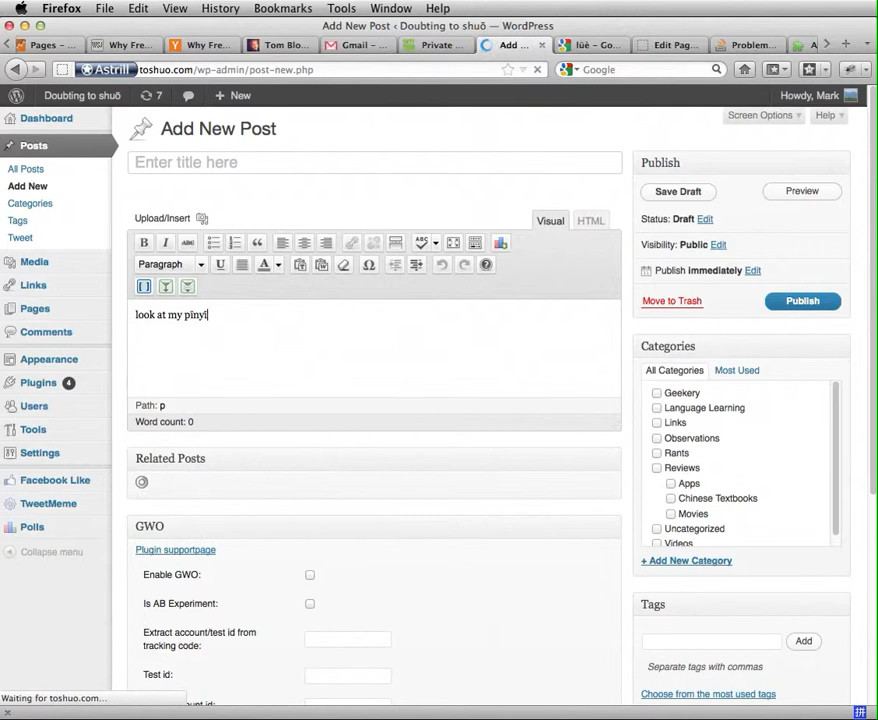 Firefox File Edit View History Bookmarks Window Help
Add New Post ‹ Doubting to shuō — WordPress
Pages – ... Why Fre... Why Fre... Tom Blo... Gmail – ... Private ... Add ... lüè – Go... Edit Pag... Problem... A
Astrill toshuo.com/wp-admin/post-new.php Google
Doubting to shuō 7 New Howdy, Mark
Screen Options Help
Dashboard
Posts
All Posts
Add New
Categories
Tags
Tweet
Media
Links
Pages
Comments
Appearance
Plugins 4
Users
Tools
Settings
Facebook Like
TweetMeme
Polls
Collapse menu
Add New Post
Enter title here
Upload/Insert Visual HTML
B I ABC ABC
Paragraph U A Ω
look at my pīnyī
Path: p
Word count: 0
Related Posts
GWO
Plugin supportpage
Enable GWO:
Is AB Experiment:
Extract account/test id from
tracking code:
Test id:
Publish
Save Draft Preview
Status: Draft Edit
Visibility: Public Edit
Publish immediately Edit
Move to Trash Publish
Categories
All Categories Most Used
Geekery
Language Learning
Links
Observations
Rants
Reviews
Apps
Chinese Textbooks
Movies
Uncategorized
Videos
+ Add New Category
Tags
Add
Separate tags with commas
Choose from the most used tags
Waiting for toshuo.com...
拼